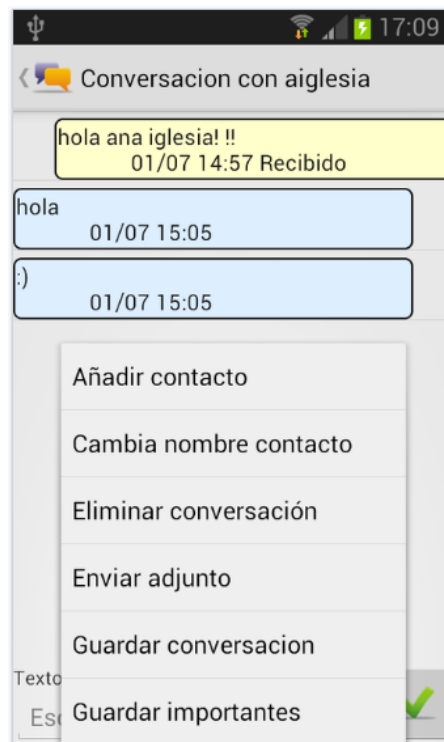 17:09
Conversacion con aiglesia
hola ana iglesia! !!
01/07 14:57 Recibido
hola
01/07 15:05
:)
01/07 15:05
Añadir contacto
Cambia nombre contacto
Eliminar conversación
Enviar adjunto
Guardar conversacion
Texto
Guardar importantes